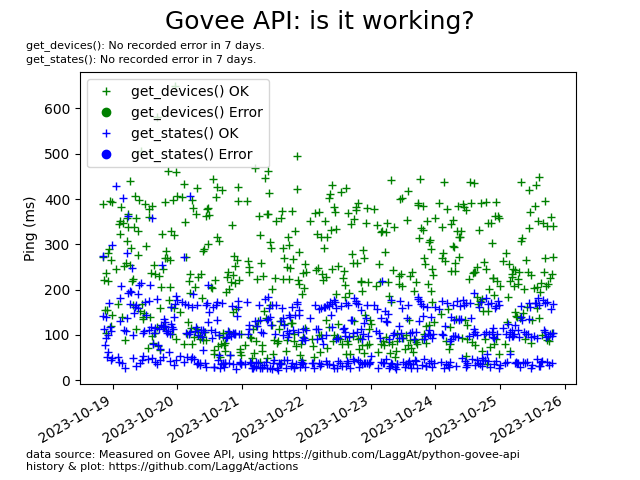 Govee API: is it working?
get_devices(): No recorded error in 7 days.
get_states(): No recorded error in 7 days.
get_devices() OK
get_devices() Error
get_states() OK
get_states() Error
Ping (ms)
600
500
400
300
200
100
0
2023-10-19
2023-10-20
2023-10-21
2023-10-22
2023-10-23
2023-10-24
2023-10-25
2023-10-26
data source: Measured on Govee API, using https://github.com/LaggAt/python-govee-api
history & plot: https://github.com/LaggAt/actions